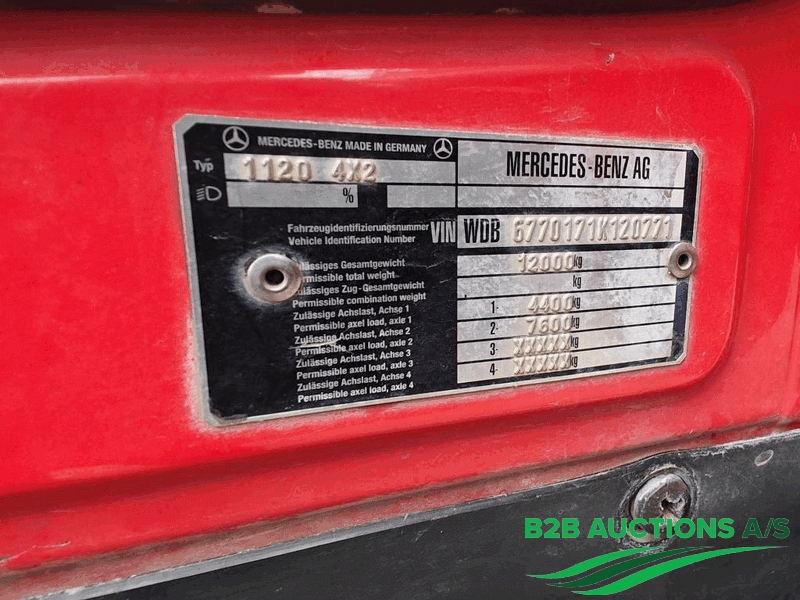 MERCEDES-BENZ MADE IN GERMANY
MERCEDES-BENZ AG
Typ 1120 4X2
%
Fahrzeugidentifizierungsnummer
Vehicle Identification Number
VIN WDB 6770171K120771
Zulässiges Gesamtgewicht
Permissible total weight
12000 kg
Zulässiges Zug-Gesamtgewicht
Permissible combination weight
kg
Zulässige Achslast, Achse 1
Permissible axel load, axle 1
1- 4400 kg
Zulässige Achslast, Achse 2
Permissible axel load, axle 2
2- 7600 kg
Zulässige Achslast, Achse 3
Permissible axel load, axle 3
3- XXXXX kg
Zulässige Achslast, Achse 4
Permissible axel load, axle 4
4- XXXXX kg
B2B AUCTIONS A/S